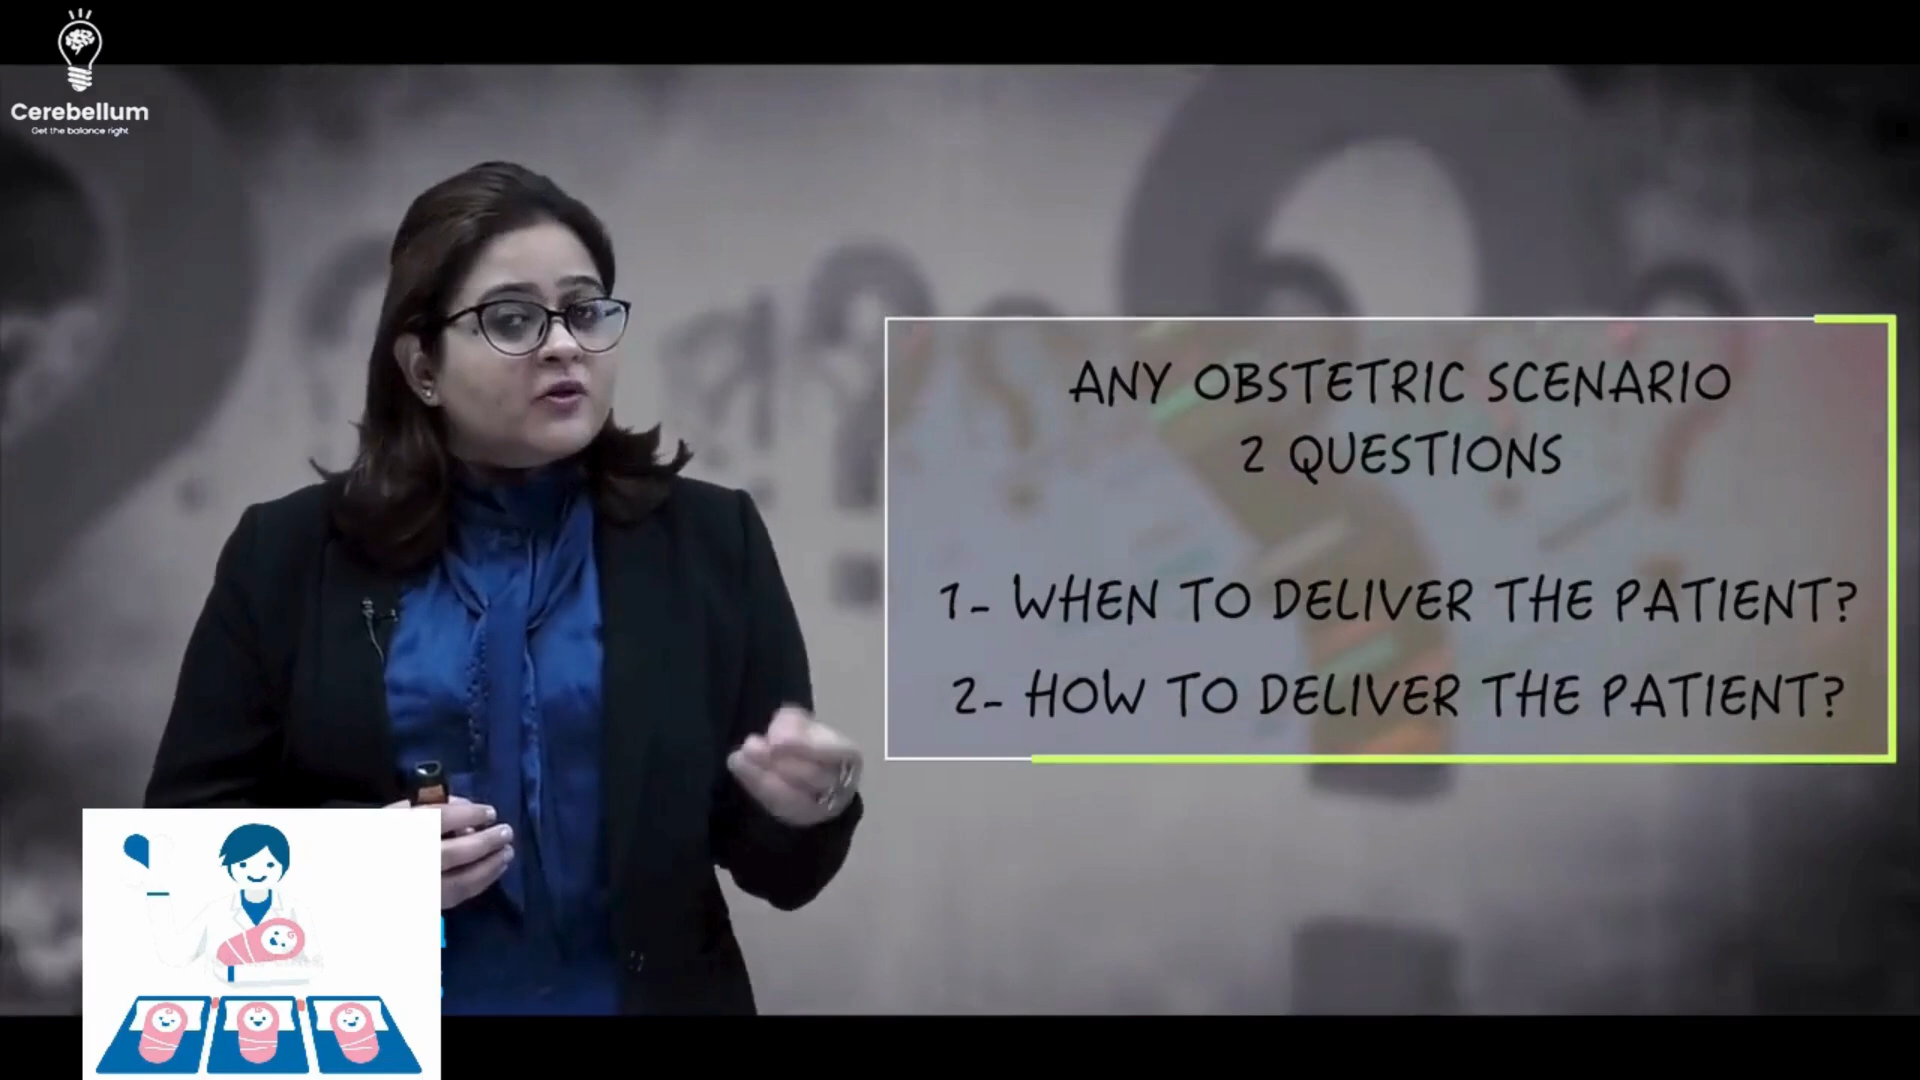 Cerebellum
Get the balance right
ANY OBSTETRIC SCENARIO
2 QUESTIONS
1- WHEN TO DELIVER THE PATIENT?
2- HOW TO DELIVER THE PATIENT?